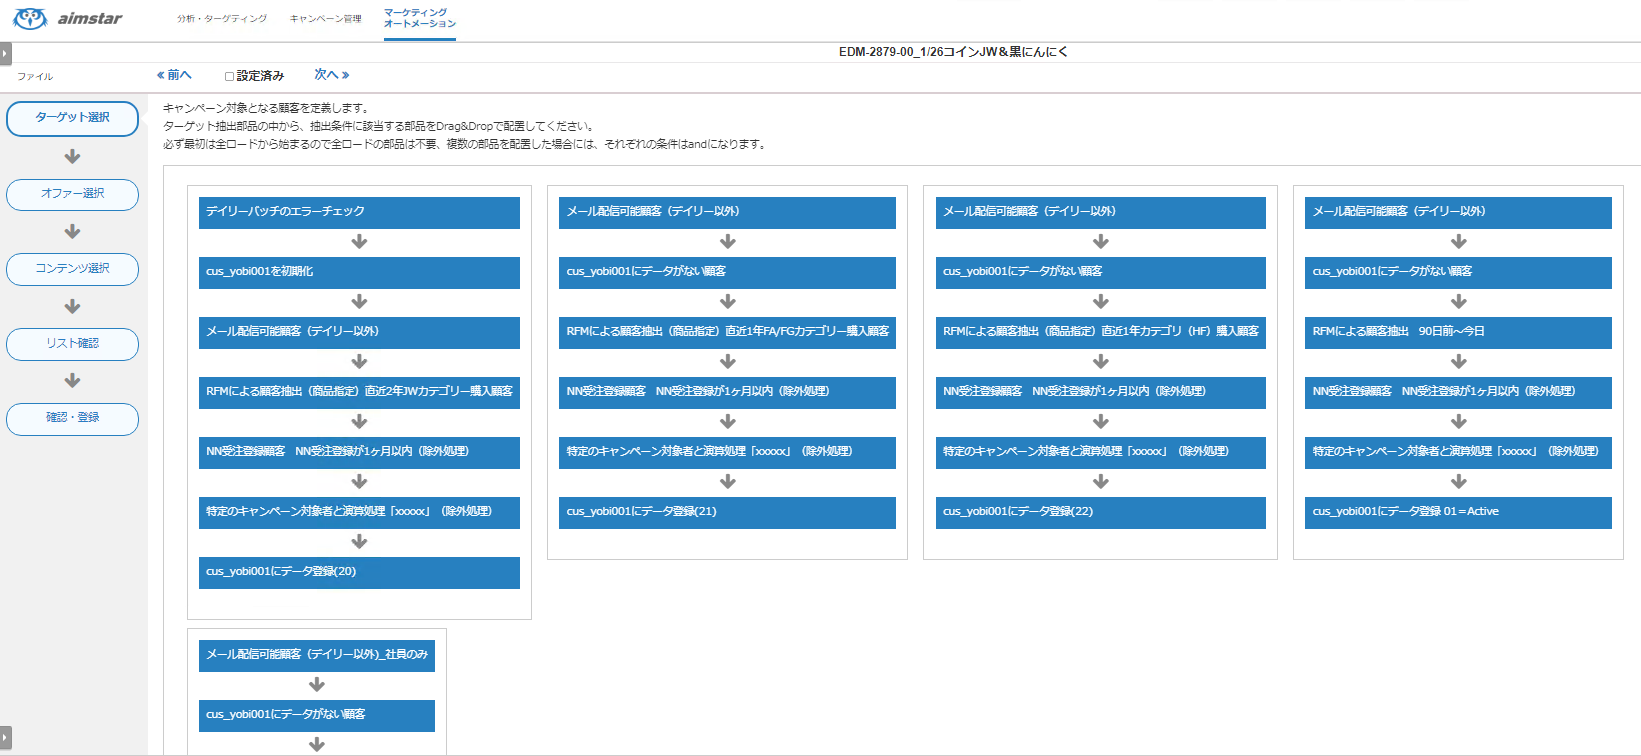 aimstar
分析・ターゲティング
キャンペーン管理
マーケティング
オートメーション
EDM-2879-00_1/26コインJW＆黒にんにく
ファイル
≪ 前へ
設定済み
次へ ≫
ターゲット選択
オファー選択
コンテンツ選択
リスト確認
確認・登録
キャンペーン対象となる顧客を定義します。
ターゲット抽出部品の中から、抽出条件に該当する部品をDrag&Dropで配置してください。
必ず最初は全ロードから始まるので全ロードの部品は不要、複数の部品を配置した場合には、それぞれの条件はandになります。
デイリーバッチのエラーチェック
cus_yobi001を初期化
メール配信可能顧客（デイリー以外）
RFMによる顧客抽出（商品指定）直近2年JWカテゴリー購入顧客
NN受注登録顧客　NN受注登録が1ヶ月以内（除外処理）
特定のキャンペーン対象者と演算処理「xxxxx」（除外処理）
cus_yobi001にデータ登録(20)
メール配信可能顧客（デイリー以外）
cus_yobi001にデータがない顧客
RFMによる顧客抽出（商品指定）直近1年FA/FGカテゴリー購入顧客
NN受注登録顧客　NN受注登録が1ヶ月以内（除外処理）
特定のキャンペーン対象者と演算処理「xxxxx」（除外処理）
cus_yobi001にデータ登録(21)
メール配信可能顧客（デイリー以外）
cus_yobi001にデータがない顧客
RFMによる顧客抽出（商品指定）直近1年カテゴリ（HF）購入顧客
NN受注登録顧客　NN受注登録が1ヶ月以内（除外処理）
特定のキャンペーン対象者と演算処理「xxxxx」（除外処理）
cus_yobi001にデータ登録(22)
メール配信可能顧客（デイリー以外）
cus_yobi001にデータがない顧客
RFMによる顧客抽出　90日前～今日
NN受注登録顧客　NN受注登録が1ヶ月以内（除外処理）
特定のキャンペーン対象者と演算処理「xxxxx」（除外処理）
cus_yobi001にデータ登録 01＝Active
メール配信可能顧客（デイリー以外)_社員のみ
cus_yobi001にデータがない顧客